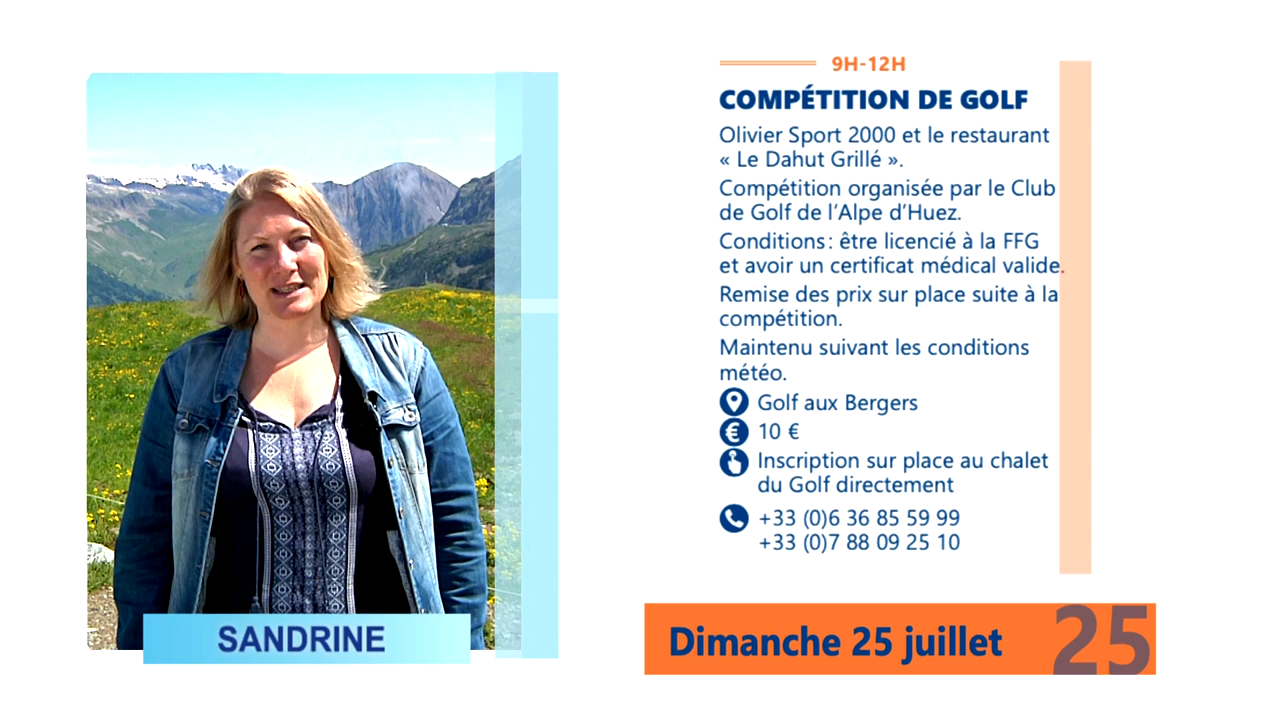 SANDRINE
9H-12H
COMPÉTITION DE GOLF
Olivier Sport 2000 et le restaurant
« Le Dahut Grillé ».
Compétition organisée par le Club
de Golf de l’Alpe d’Huez.
Conditions : être licencié à la FFG
et avoir un certificat médical valide.
Remise des prix sur place suite à la
compétition.
Maintenu suivant les conditions
météo.
Golf aux Bergers
€ 10 €
Inscription sur place au chalet
du Golf directement
+33 (0)6 36 85 59 99
+33 (0)7 88 09 25 10
Dimanche 25 juillet 25